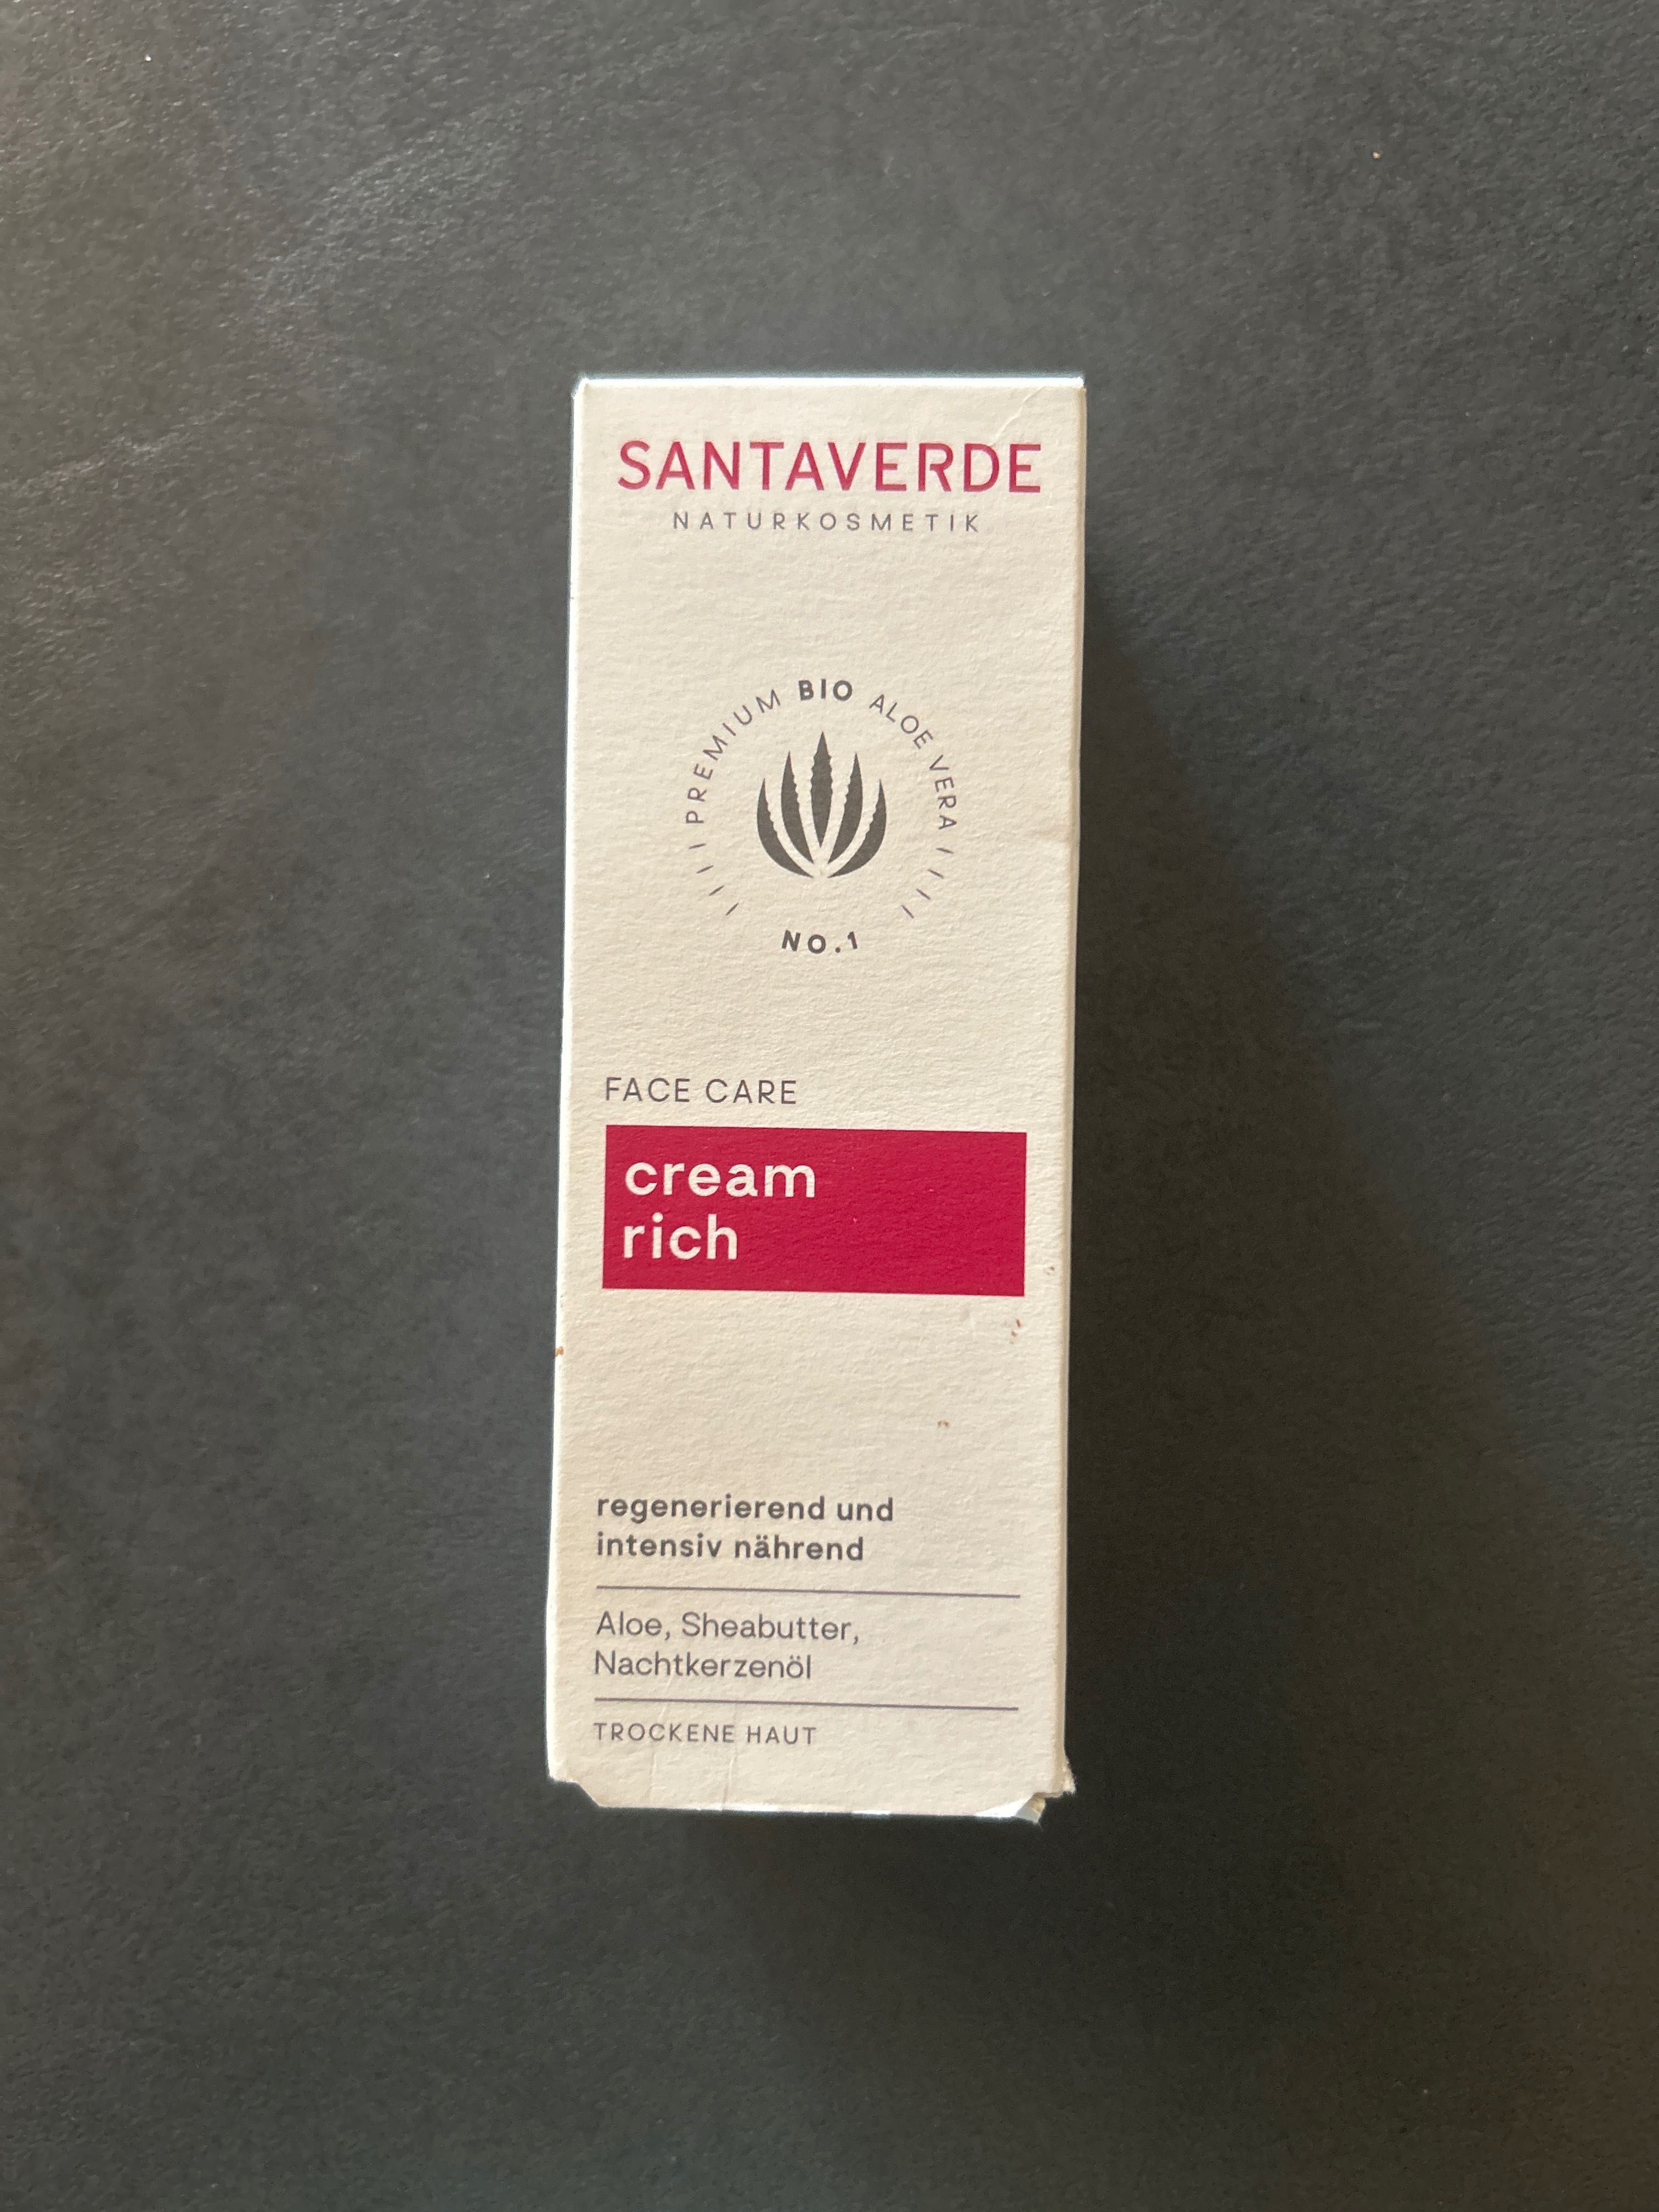 SANTAVERDE
NATURKOSMETIK
PREMIUM BIO ALOE VERA
NO.1
FACE CARE
cream
rich
regenerierend und
intensiv nährend
Aloe, Sheabutter,
Nachtkerzenöl
TROCKENE HAUT